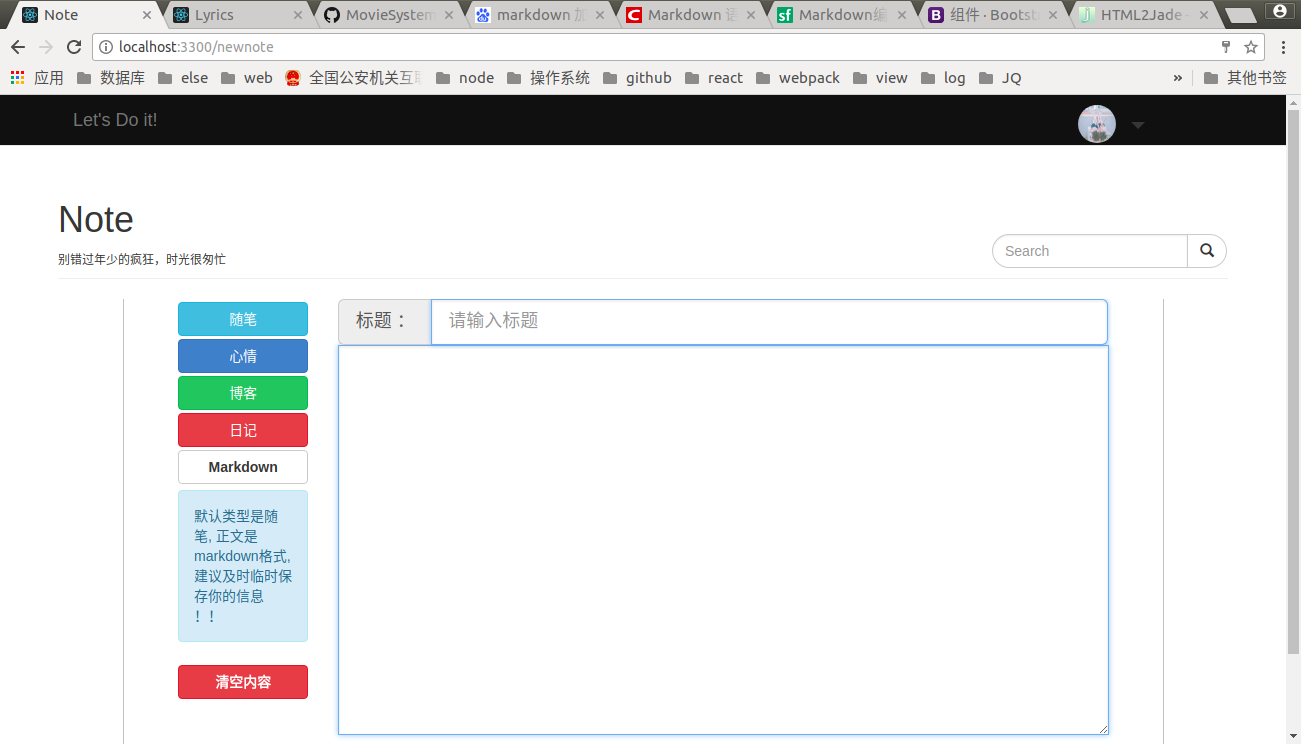 Note
Lyrics
MovieSystem
markdown 加
Markdown 语
Markdown编
组件 · Bootst
HTML2Jade -
localhost:3300/newnote
应用
数据库
else
web
全国公安机关互联
node
操作系统
github
react
webpack
view
log
JQ
»
其他书签
Let's Do it!
Note
别错过年少的疯狂，时光很匆忙
Search
随笔
心情
博客
日记
Markdown
默认类型是随
笔, 正文是
markdown格式,
建议及时临时保
存你的信息
！！
清空内容
标题：
请输入标题